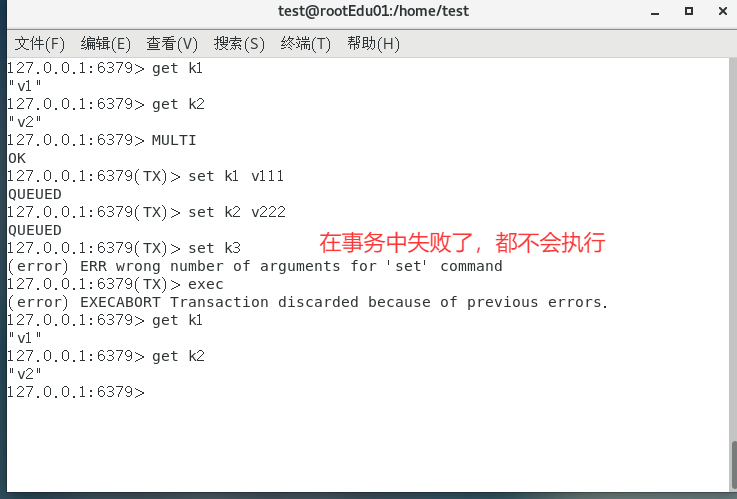 test@rootEdu01:/home/test
文件(F) 编辑(E) 查看(V) 搜索(S) 终端(T) 帮助(H)
127.0.0.1:6379> get k1
"v1"
127.0.0.1:6379> get k2
"v2"
127.0.0.1:6379> MULTI
OK
127.0.0.1:6379(TX)> set k1 v111
QUEUED
127.0.0.1:6379(TX)> set k2 v222
QUEUED
127.0.0.1:6379(TX)> set k3
在事务中失败了，都不会执行
(error) ERR wrong number of arguments for 'set' command
127.0.0.1:6379(TX)> exec
(error) EXECABORT Transaction discarded because of previous errors.
127.0.0.1:6379> get k1
"v1"
127.0.0.1:6379> get k2
"v2"
127.0.0.1:6379>